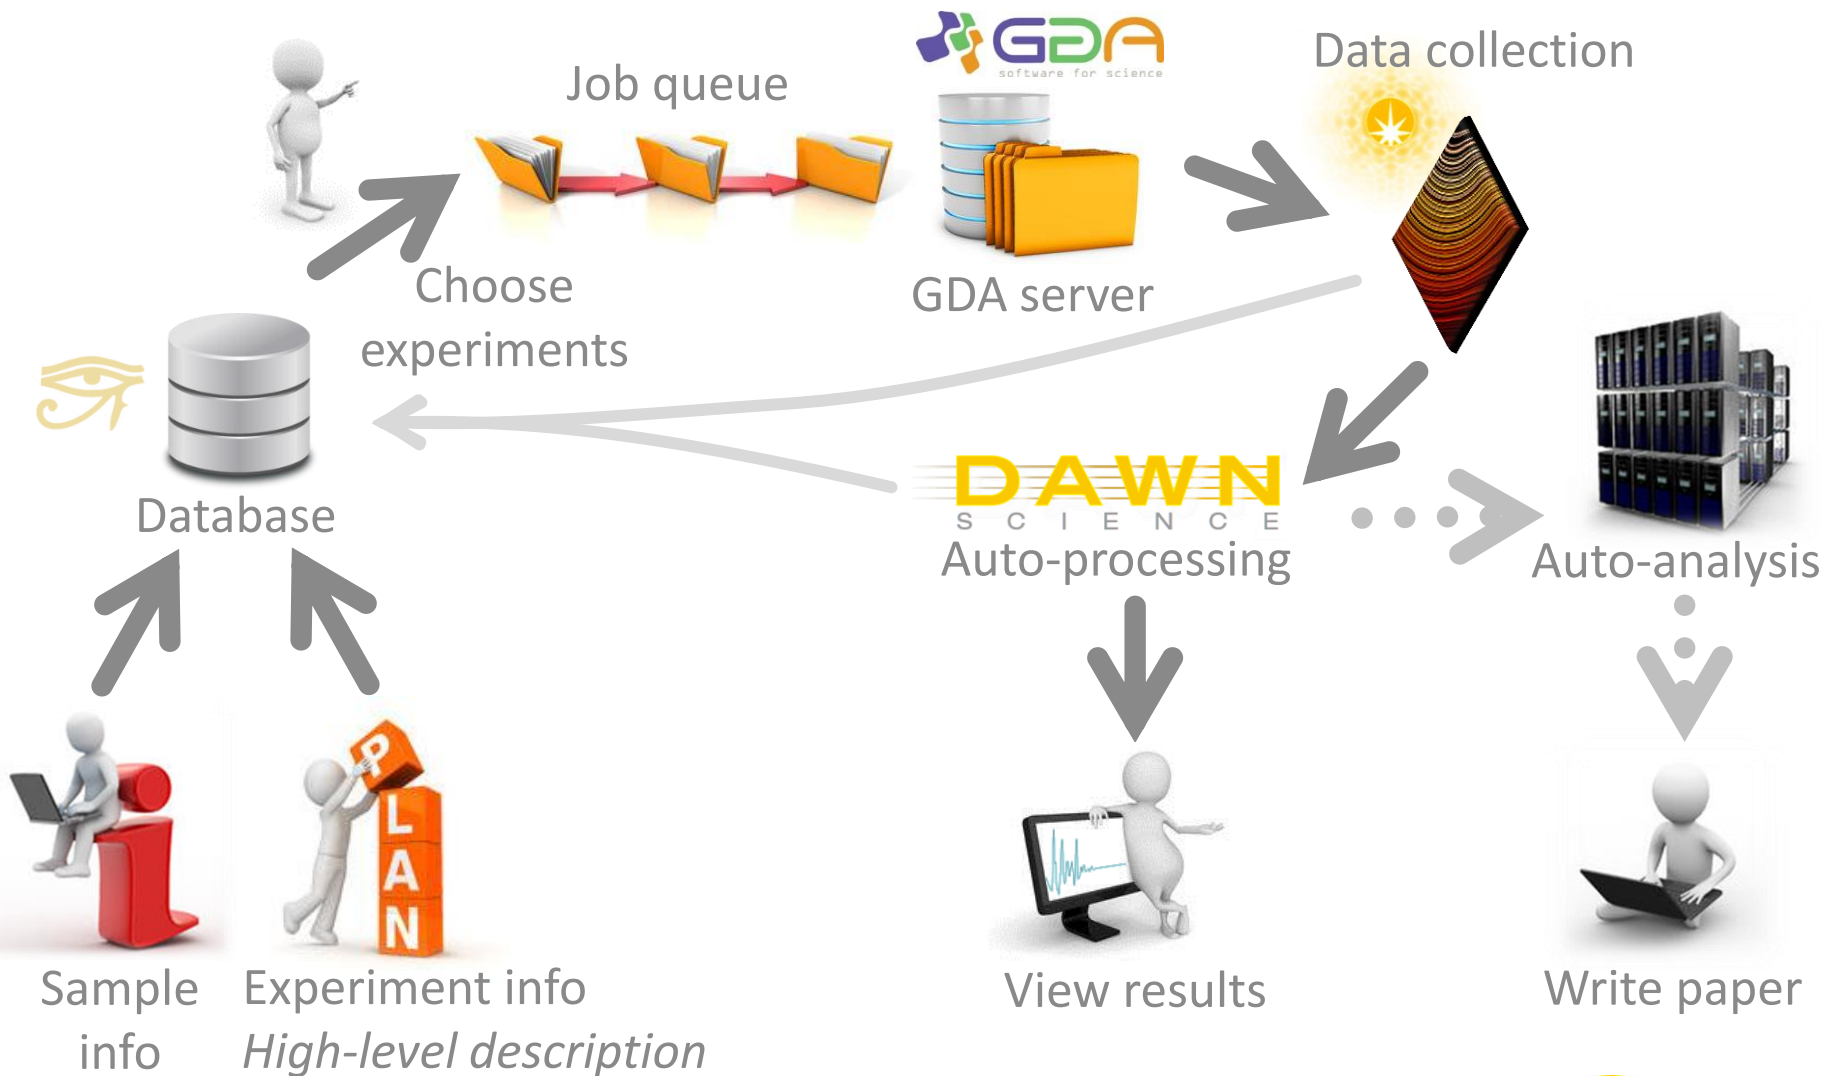 GDA
software for science
Data collection
Job queue
Choose
experiments
GDA server
Database
DAWN
SCIENCE
Auto-processing
Auto-analysis
P
L
A
N
Sample
info
Experiment info
High-level description
View results
Write paper